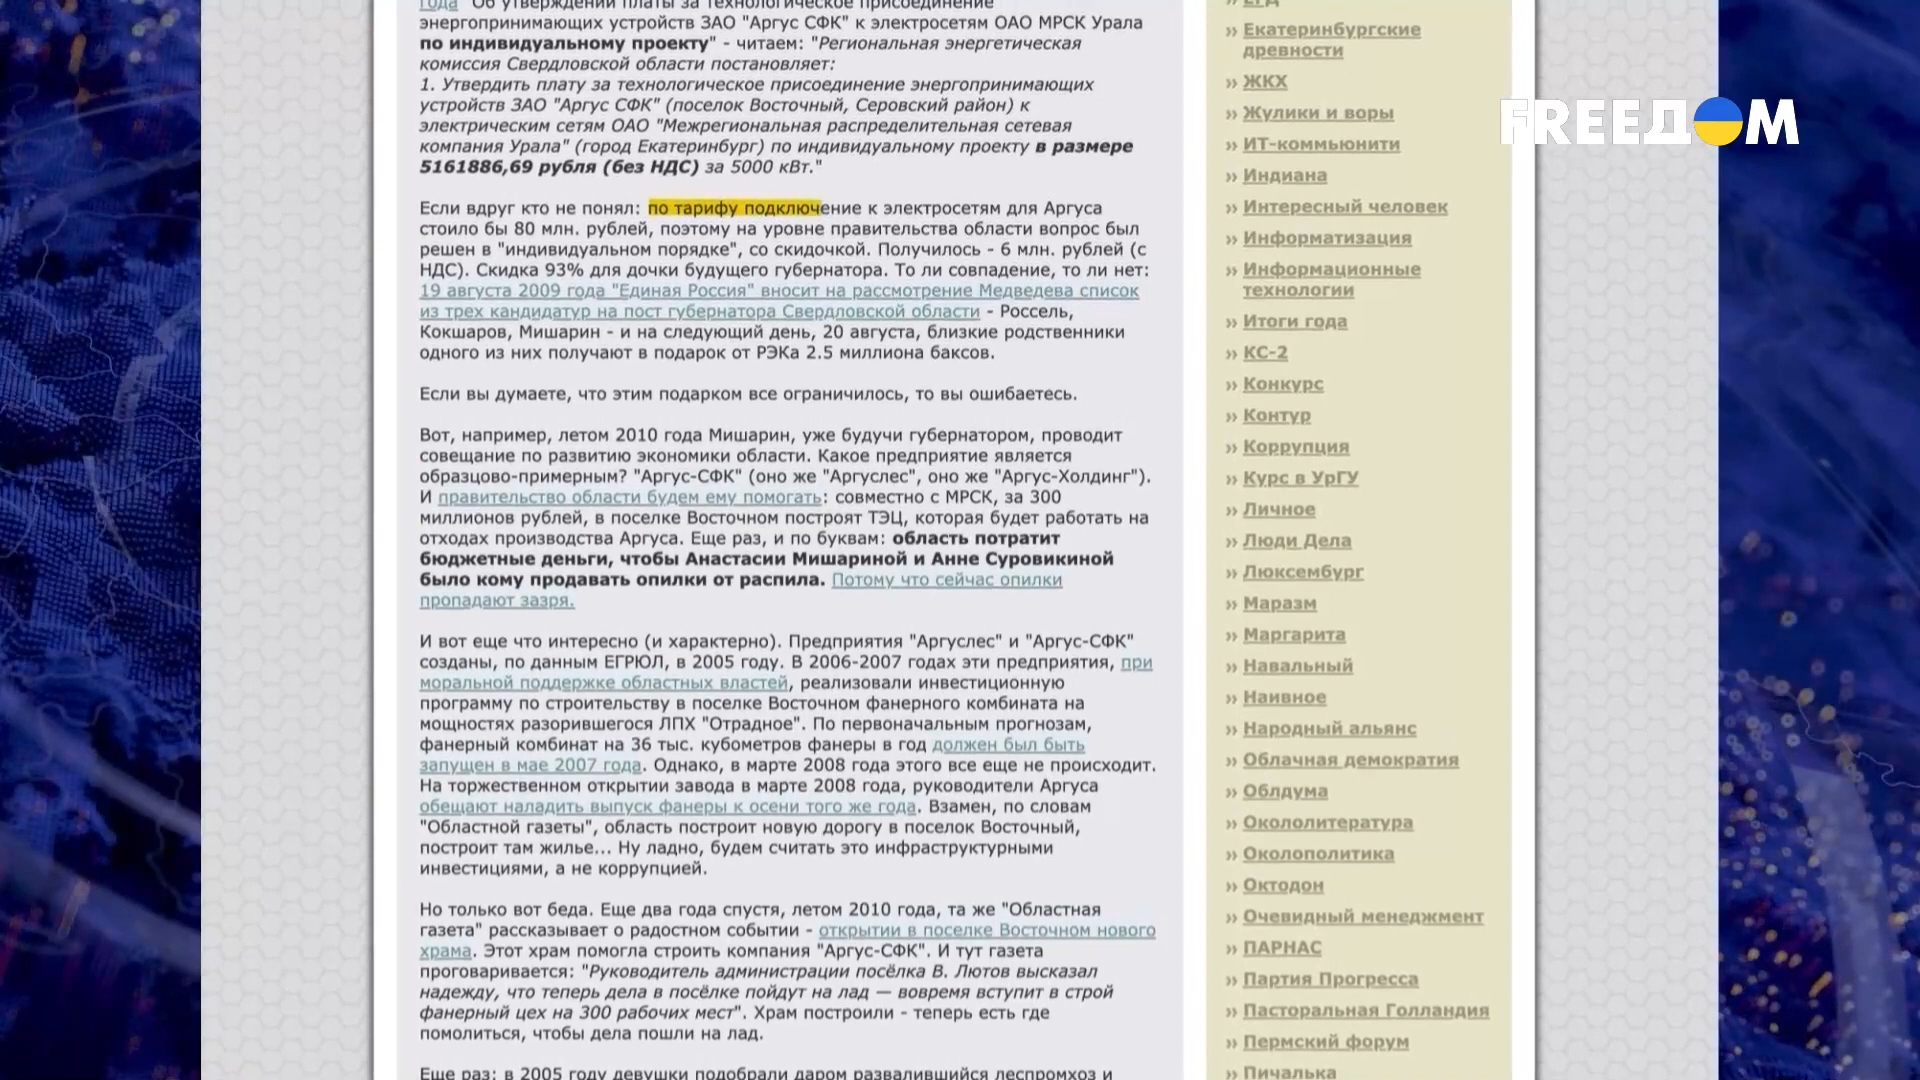 года "Об утверждении платы за технологическое присоединение
энергопринимающих устройств ЗАО "Аргус СФК" к электросетям ОАО МРСК Урала
по индивидуальному проекту" - читаем: "Региональная энергетическая
комиссия Свердловской области постановляет:
1. Утвердить плату за технологическое присоединение энергопринимающих
устройств ЗАО "Аргус СФК" (поселок Восточный, Серовский район) к
электрическим сетям ОАО "Межрегиональная распределительная сетевая
компания Урала" (город Екатеринбург) по индивидуальному проекту в размере
5161886,69 рубля (без НДС) за 5000 кВт."
Если вдруг кто не понял: по тарифу подключение к электросетям для Аргуса
стоило бы 80 млн. рублей, поэтому на уровне правительства области вопрос был
решен в "индивидуальном порядке", со скидочкой. Получилось - 6 млн. рублей (с
НДС). Скидка 93% для дочки будущего губернатора. То ли совпадение, то ли нет:
19 августа 2009 года "Единая Россия" вносит на рассмотрение Медведева список
из трех кандидатур на пост губернатора Свердловской области - Россель,
Кокшаров, Мишарин - и на следующий день, 20 августа, близкие родственники
одного из них получают в подарок от РЭКа 2.5 миллиона баксов.
Если вы думаете, что этим подарком все ограничилось, то вы ошибаетесь.
Вот, например, летом 2010 года Мишарин, уже будучи губернатором, проводит
совещание по развитию экономики области. Какое предприятие является
образцово-примерным? "Аргус-СФК" (оно же "Аргуслес", оно же "Аргус-Холдинг").
И правительство области будем ему помогать: совместно с МРСК, за 300
миллионов рублей, в поселке Восточном построят ТЭЦ, которая будет работать на
отходах производства Аргуса. Еще раз, и по буквам: область потратит
бюджетные деньги, чтобы Анастасии Мишариной и Анне Суровикиной
было кому продавать опилки от распила. Потому что сейчас опилки
пропадают зазря.
И вот еще что интересно (и характерно). Предприятия "Аргуслес" и "Аргус-СФК"
созданы, по данным ЕГРЮЛ, в 2005 году. В 2006-2007 годах эти предприятия, при
моральной поддержке областных властей, реализовали инвестиционную
программу по строительству в поселке Восточном фанерного комбината на
мощностях разорившегося ЛПХ "Отрадное". По первоначальным прогнозам,
фанерный комбинат на 36 тыс. кубометров фанеры в год должен был быть
запущен в мае 2007 года. Однако, в марте 2008 года этого все еще не происходит.
На торжественном открытии завода в марте 2008 года, руководители Аргуса
обещают наладить выпуск фанеры к осени того же года. Взамен, по словам
"Областной газеты", область построит новую дорогу в поселок Восточный,
построит там жилье... Ну ладно, будем считать это инфраструктурными
инвестициями, а не коррупцией.
Но только вот беда. Еще два года спустя, летом 2010 года, та же "Областная
газета" рассказывает о радостном событии - открытии в поселке Восточном нового
храма. Этот храм помогла строить компания "Аргус-СФК". И тут газета
проговаривается: "Руководитель администрации посёлка В. Лютов высказал
надежду, что теперь дела в посёлке пойдут на лад — вовремя вступит в строй
фанерный цех на 300 рабочих мест". Храм построили - теперь есть где
помолиться, чтобы дела пошли на лад.
Еще раз: в 2005 году девушки подобрали даром развалившийся леспромхоз и
›› ЕГД
›› Екатеринбургские
древности
›› ЖКХ
›› Жулики и воры
›› ИТ-коммьюнити
›› Индиана
›› Интересный человек
›› Информатизация
›› Информационные
технологии
›› Итоги года
›› КС-2
›› Конкурс
›› Контур
›› Коррупция
›› Курс в УрГУ
›› Личное
›› Люди Дела
›› Люксембург
›› Маразм
›› Маргарита
›› Навальный
›› Наивное
›› Народный альянс
›› Облачная демократия
›› Облдума
›› Окололитература
›› Околополитика
›› Октодон
›› Очевидный менеджмент
›› ПАРНАС
›› Партия Прогресса
›› Пасторальная Голландия
›› Пермский форум
›› Пичалька
FREEДOM